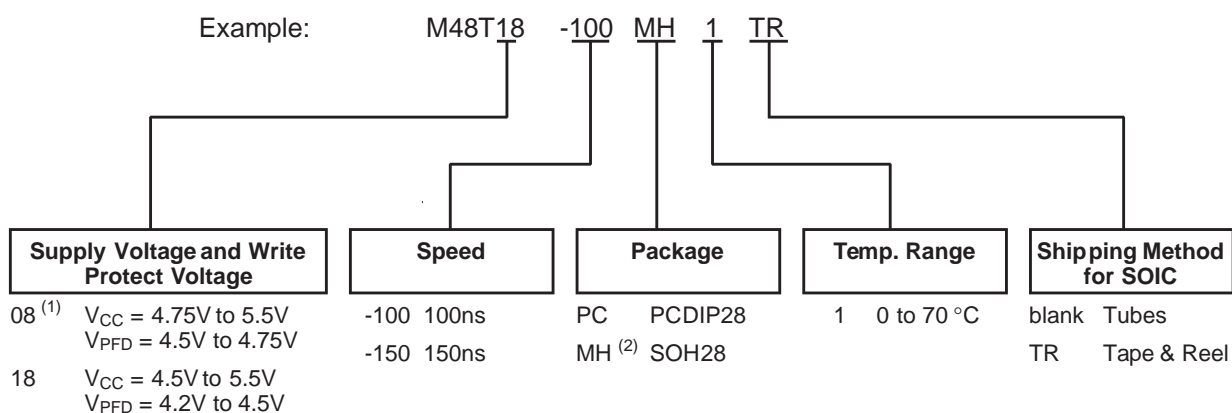 Example: M48T18 -100 MH 1 TR
Supply Voltage and Write
Protect Voltage
08 (1) VCC = 4.75V to 5.5V
VPFD = 4.5V to 4.75V
18 VCC = 4.5V to 5.5V
VPFD = 4.2V to 4.5V
Speed
-100 100ns
-150 150ns
Package
PC PCDIP28
MH (2) SOH28
Temp. Range
1 0 to 70 °C
Shipping Method
for SOIC
blank Tubes
TR Tape & Reel